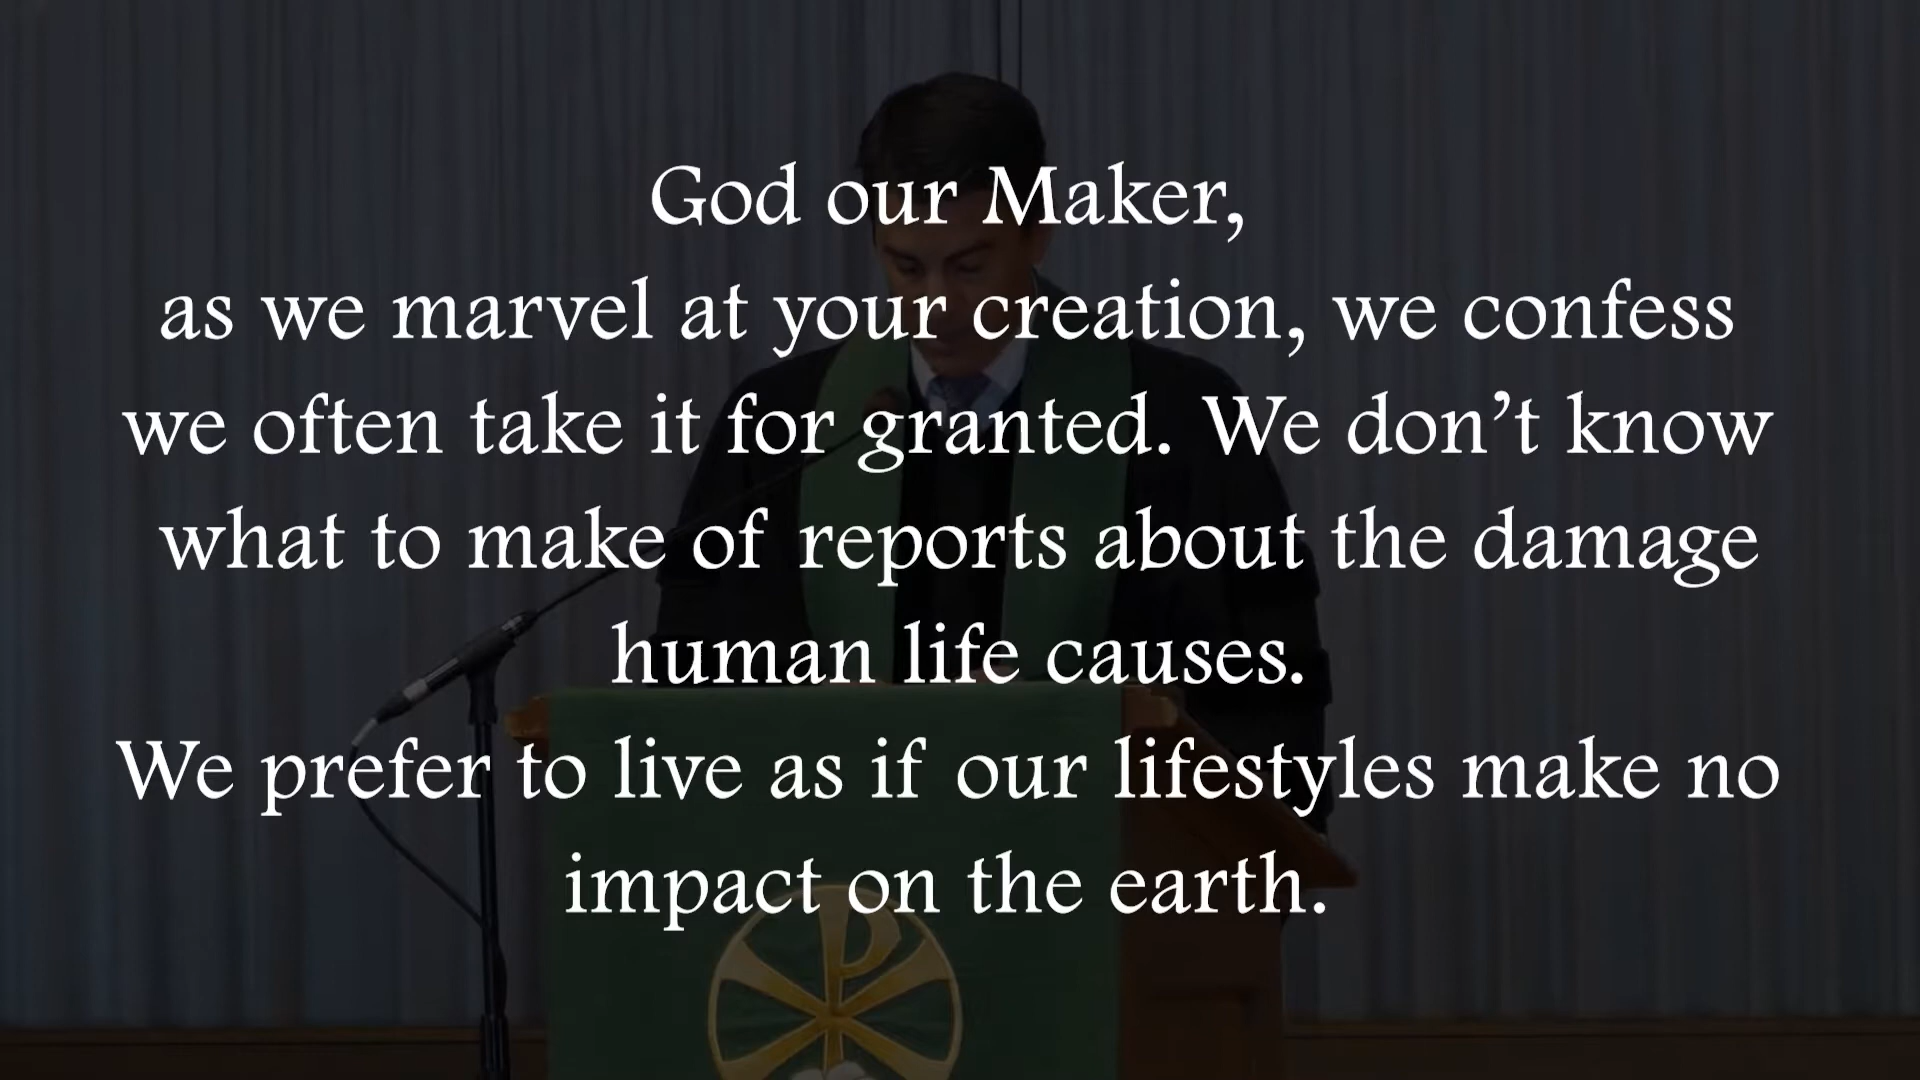 God our Maker,
as we marvel at your creation, we confess
we often take it for granted. We don’t know
what to make of reports about the damage
human life causes.
We prefer to live as if our lifestyles make no
impact on the earth.